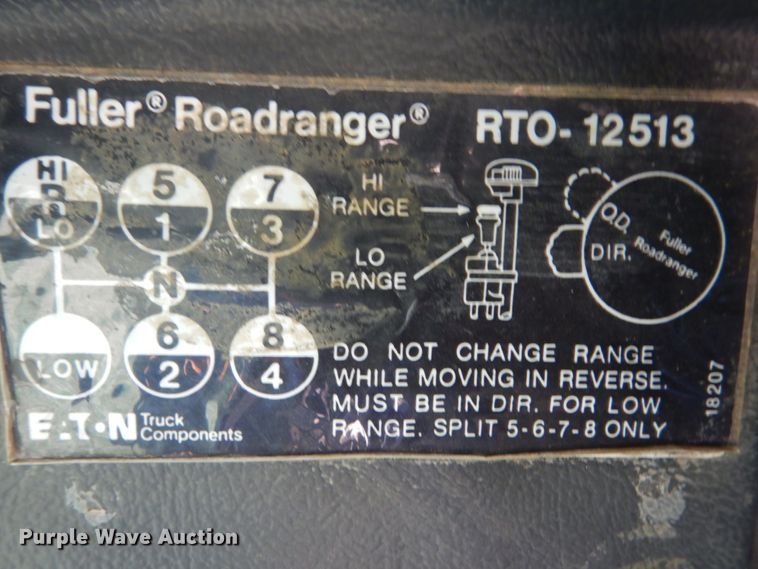 Fuller® Roadranger® RTO-12513
HI
LO
5
1
7
3
N
LOW
6
2
8
4
HI
RANGE
LO
RANGE
O.D.
DIR.
Fuller
Roadranger
DO NOT CHANGE RANGE
WHILE MOVING IN REVERSE.
MUST BE IN DIR. FOR LOW
RANGE. SPLIT 5-6-7-8 ONLY
18207
EATON Truck
Components
Purple Wave Auction